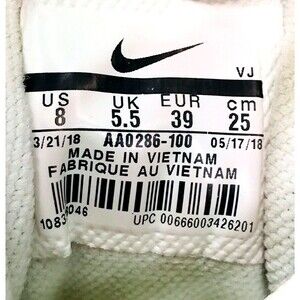 VJ
US UK EUR cm
8 5.5 39 25
3/21/18 AA0286-100 05/17/18
MADE IN VIETNAM
FABRIQUE AU VIETNAM
UPC 00666003426201